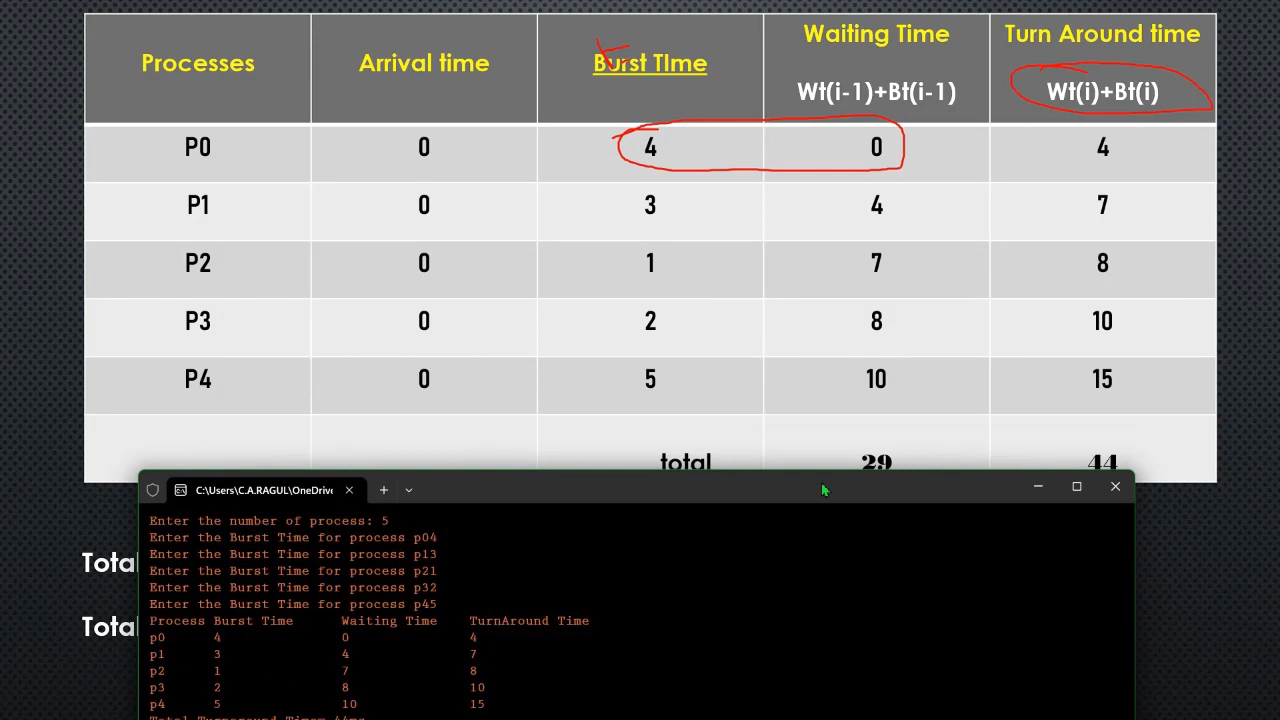 Processes Arrival time Burst TIme Waiting Time Turn Around time
Wt(i-1)+Bt(i-1) Wt(i)+Bt(i)
P0 0 4 0 4
P1 0 3 4 7
P2 0 1 7 8
P3 0 2 8 10
P4 0 5 10 15
total 29 44
Total
Total
C:\Users\C.A.RAGUL\OneDrive
Enter the number of process: 5
Enter the Burst Time for process p04
Enter the Burst Time for process p13
Enter the Burst Time for process p21
Enter the Burst Time for process p32
Enter the Burst Time for process p45
Process Burst Time Waiting Time TurnAround Time
p0 4 0 4
p1 3 4 7
p2 1 7 8
p3 2 8 10
p4 5 10 15
Total Turnaround Time= 44ms